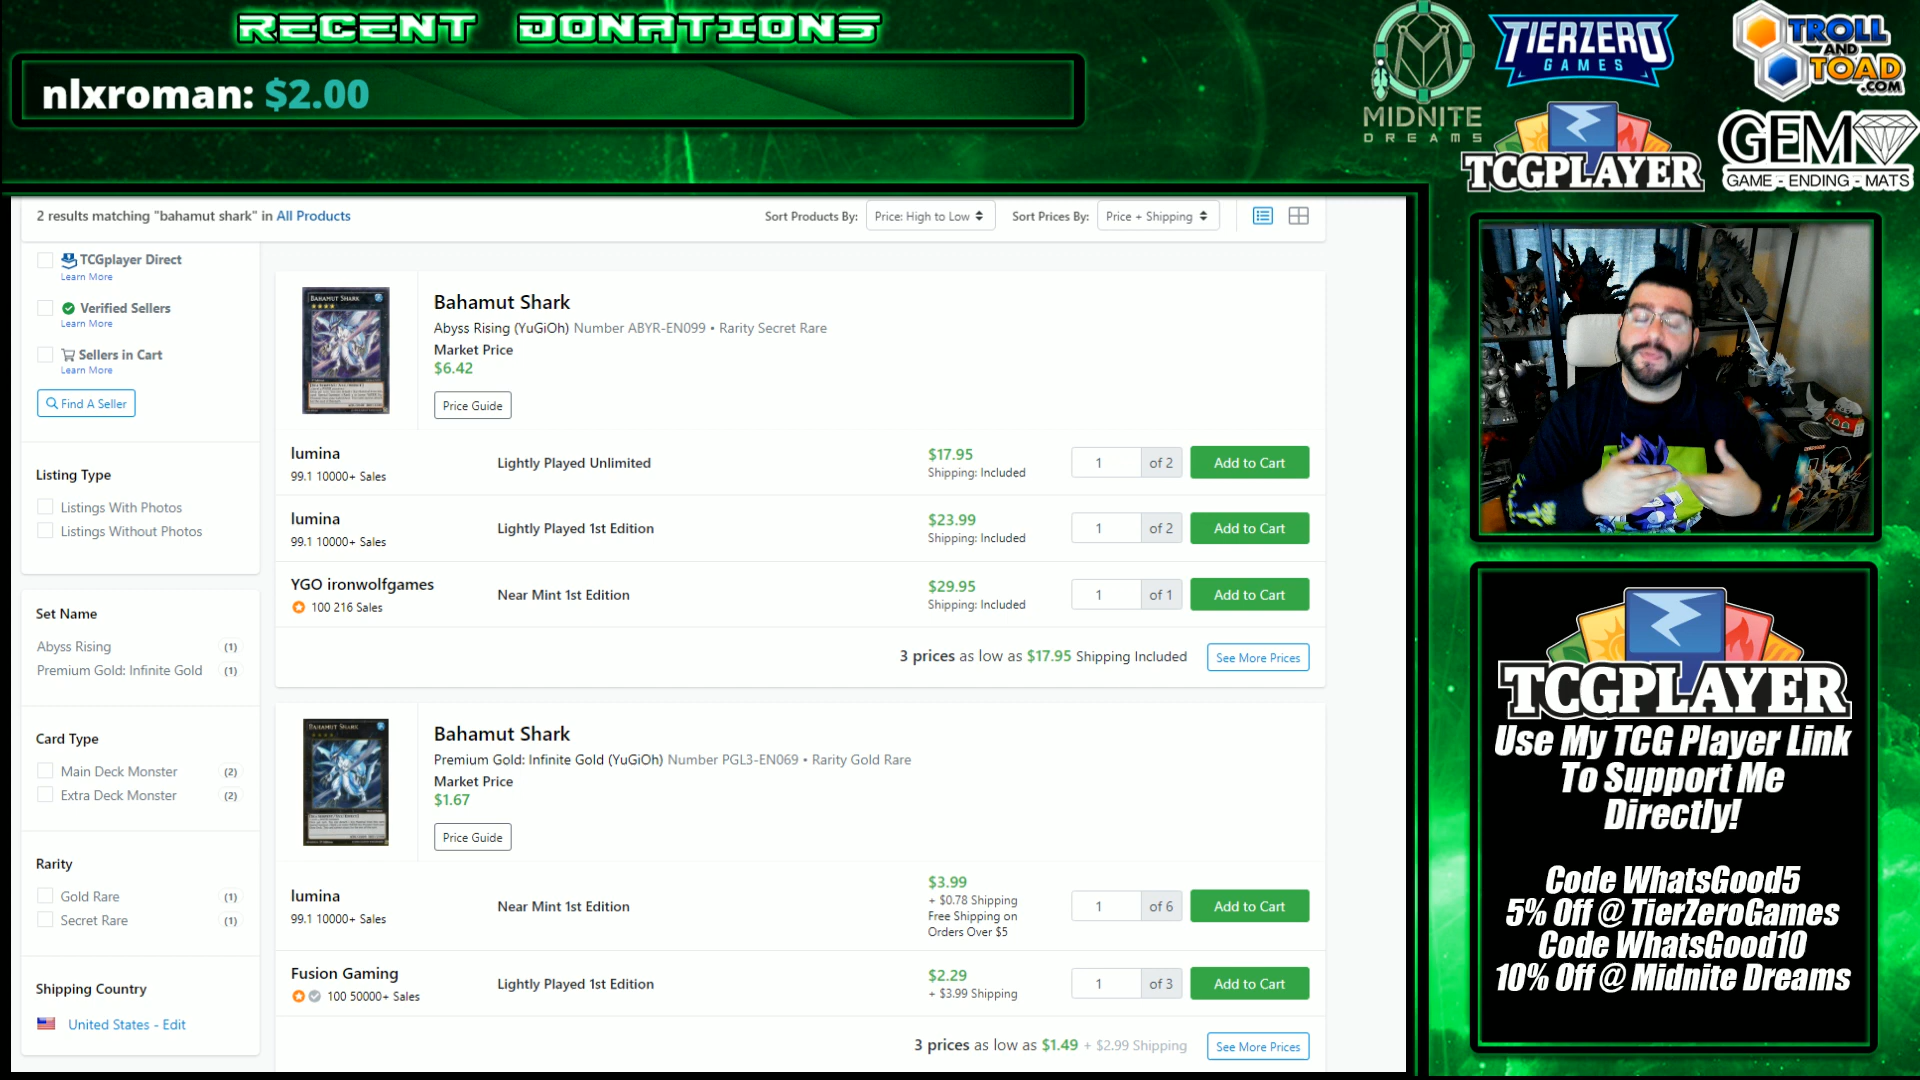 RECENT DONATIONS
nlxroman: $2.00
MIDNITE
DREAMS
TIERZERO
GAMES
TROLL
AND
TOAD
.COM
TCGPLAYER
GEM
GAME - ENDING - MATS
2 results matching "bahamut shark" in All Products
Sort Products By: Price: High to Low
Sort Prices By: Price + Shipping
TCGplayer Direct
Learn More
Verified Sellers
Learn More
Sellers in Cart
Learn More
Find A Seller
Listing Type
Listings With Photos
Listings Without Photos
Set Name
Abyss Rising (1)
Premium Gold: Infinite Gold (1)
Card Type
Main Deck Monster (2)
Extra Deck Monster (2)
Rarity
Gold Rare (1)
Secret Rare (1)
Shipping Country
United States - Edit
BAHAMUT SHARK
Bahamut Shark
Abyss Rising (YuGiOh) Number ABYR-EN099 • Rarity Secret Rare
Market Price
$6.42
Price Guide
lumina
99.1 10000+ Sales
Lightly Played Unlimited
$17.95
Shipping: Included
1 of 2 Add to Cart
lumina
99.1 10000+ Sales
Lightly Played 1st Edition
$23.99
Shipping: Included
1 of 2 Add to Cart
YGO ironwolfgames
100 216 Sales
Near Mint 1st Edition
$29.95
Shipping: Included
1 of 1 Add to Cart
3 prices as low as $17.95 Shipping Included See More Prices
BAHAMUT SHARK
Bahamut Shark
Premium Gold: Infinite Gold (YuGiOh) Number PGL3-EN069 • Rarity Gold Rare
Market Price
$1.67
Price Guide
lumina
99.1 10000+ Sales
Near Mint 1st Edition
$3.99
+ $0.78 Shipping
Free Shipping on
Orders Over $5
1 of 6 Add to Cart
Fusion Gaming
100 50000+ Sales
Lightly Played 1st Edition
$2.29
+ $3.99 Shipping
1 of 3 Add to Cart
3 prices as low as $1.49 + $2.99 Shipping See More Prices
TCGPLAYER
Use My TCG Player Link
To Support Me
Directly!
Code WhatsGood5
5% Off @ TierZeroGames
Code WhatsGood10
10% Off @ Midnite Dreams